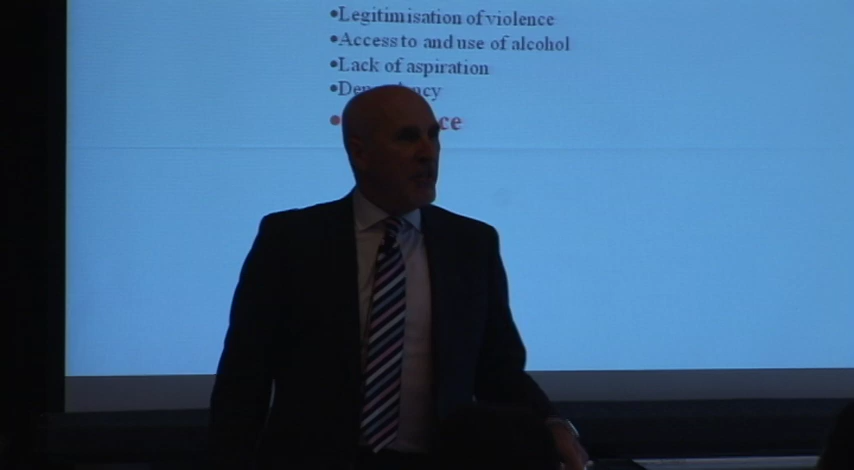 •Legitimisation of violence
•Access to and use of alcohol
•Lack of aspiration